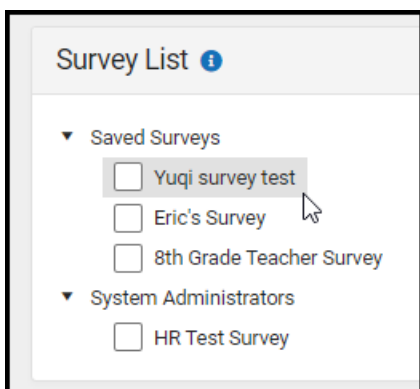 Survey List
Saved Surveys
Yuqi survey test
Eric's Survey
8th Grade Teacher Survey
System Administrators
HR Test Survey